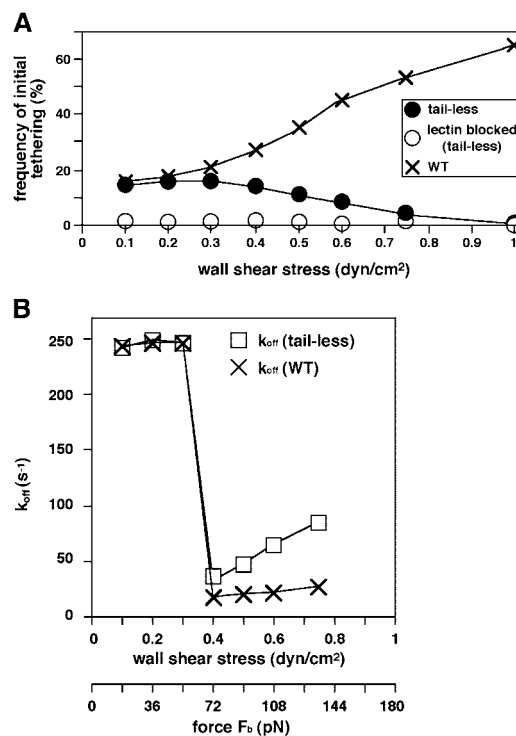 A
frequency of initial
tethering (%)
60
40
20
0
tail-less
lectin blocked
(tail-less)
WT
0 0.1 0.2 0.3 0.4 0.5 0.6 0.7 0.8 0.9 1
wall shear stress (dyn/cm²)
B
koff (s-1)
250
200
150
100
50
0
koff (tail-less)
koff (WT)
0 0.2 0.4 0.6 0.8 1
wall shear stress (dyn/cm²)
0 36 72 108 144 180
force Fb (pN)